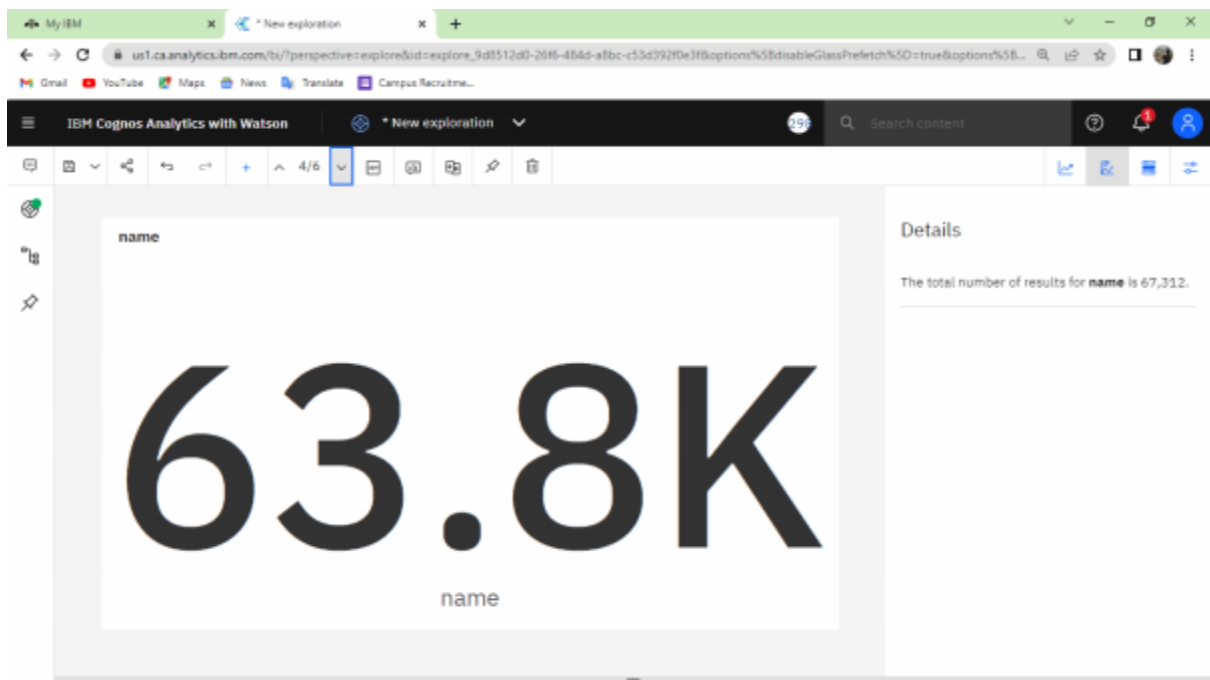 My IBM
* New exploration
us1.ca.analytics.ibm.com/bi/?perspective=explore&id=explore_9d8512d0-26f6-484d-a8bc-c53d392f0e3f&options%5BdisableGlassPrefetch%5D=true&options%5B...
Gmail YouTube Maps News Translate Campus Recruitme...
IBM Cognos Analytics with Watson * New exploration Search content 1
4/6
name
Details
The total number of results for name is 67,312.
63.8K
name